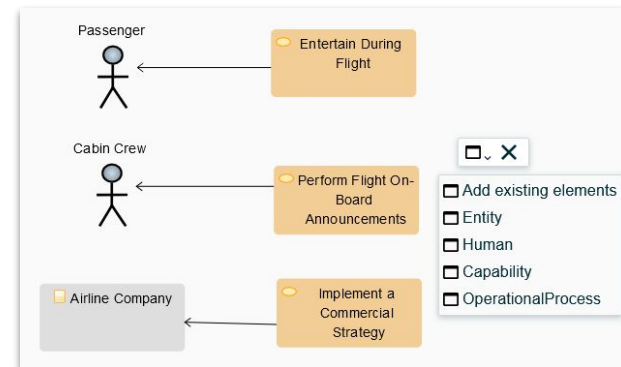 Passenger
Entertain During
Flight
Cabin Crew
Perform Flight On-
Board
Announcements
Add existing elements
Entity
Human
Capability
OperationalProcess
Airline Company
Implement a
Commercial
Strategy